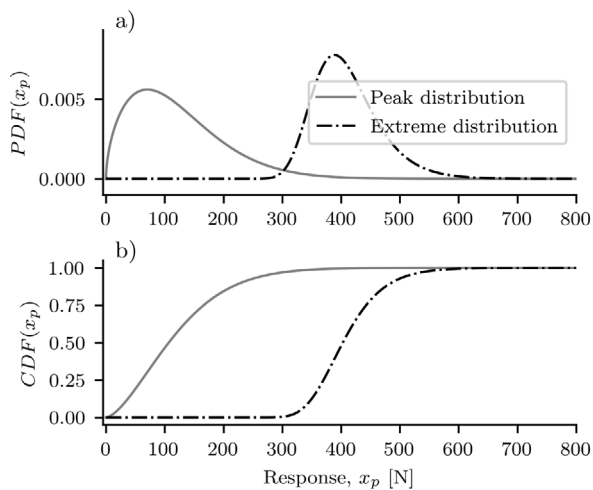 a)
PDF(x_p)
0.005
0.000
Peak distribution
Extreme distribution
0 100 200 300 400 500 600 700 800
b)
CDF(x_p)
1.00
0.75
0.50
0.25
0.00
0 100 200 300 400 500 600 700 800
Response, x_p [N]